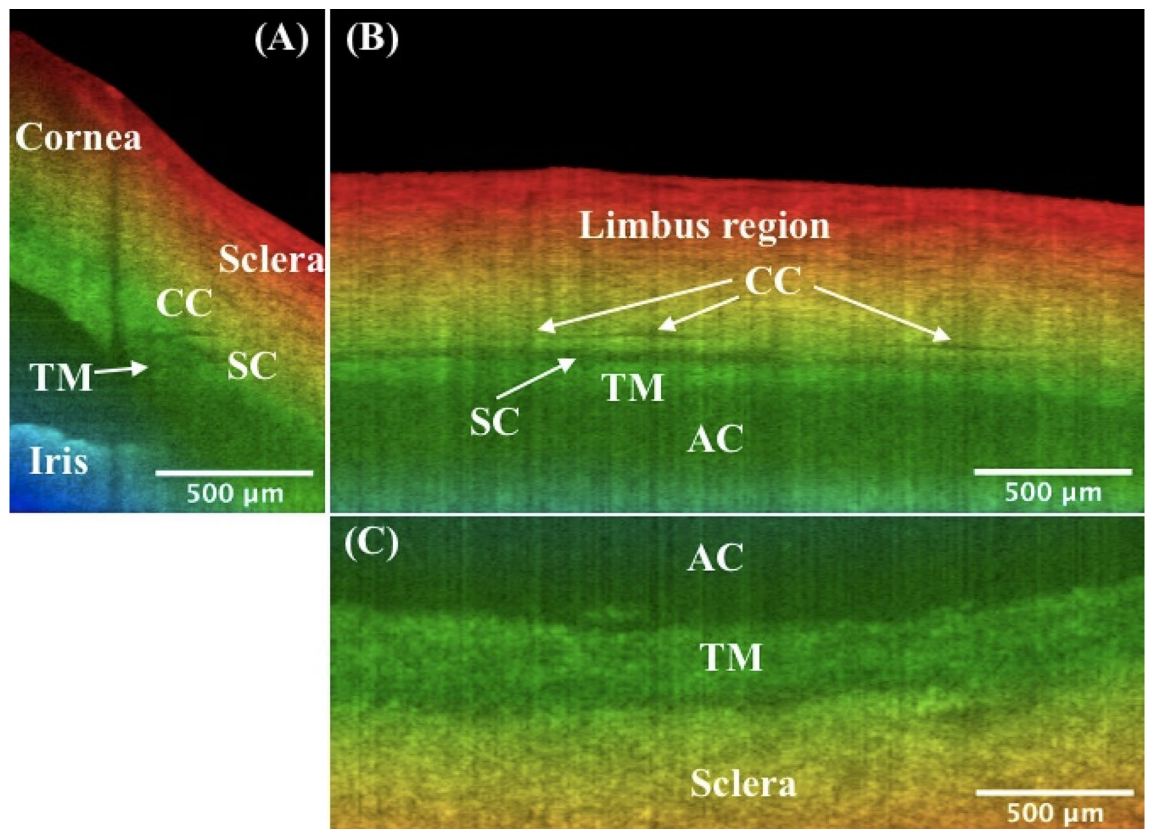 (A)
Cornea
Sclera
CC
SC
TM
Iris
500 µm
(B)
Limbus region
CC
SC
TM
AC
500 µm
(C)
AC
TM
Sclera
500 µm